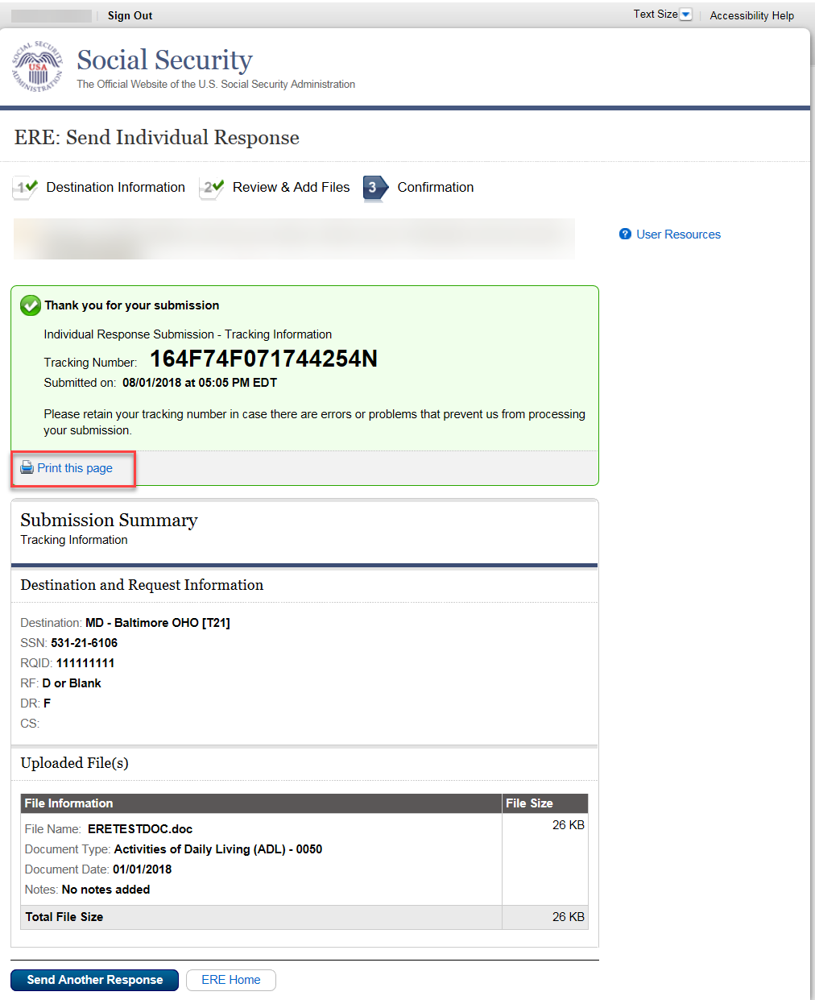 Sign Out
Text Size
Accessibility Help
SOCIAL SECURITY ADMINISTRATION
USA
Social Security
The Official Website of the U.S. Social Security Administration
ERE: Send Individual Response
1 Destination Information 2 Review & Add Files 3 Confirmation
? User Resources
Thank you for your submission
Individual Response Submission - Tracking Information
Tracking Number: 164F74F071744254N
Submitted on: 08/01/2018 at 05:05 PM EDT
Please retain your tracking number in case there are errors or problems that prevent us from processing
your submission.
Print this page
Submission Summary
Tracking Information
Destination and Request Information
Destination: MD - Baltimore OHO [T21]
SSN: 531-21-6106
RQID: 111111111
RF: D or Blank
DR: F
CS:
Uploaded File(s)
File Information File Size
File Name: ERETESTDOC.doc 26 KB
Document Type: Activities of Daily Living (ADL) - 0050
Document Date: 01/01/2018
Notes: No notes added
Total File Size 26 KB
Send Another Response ERE Home